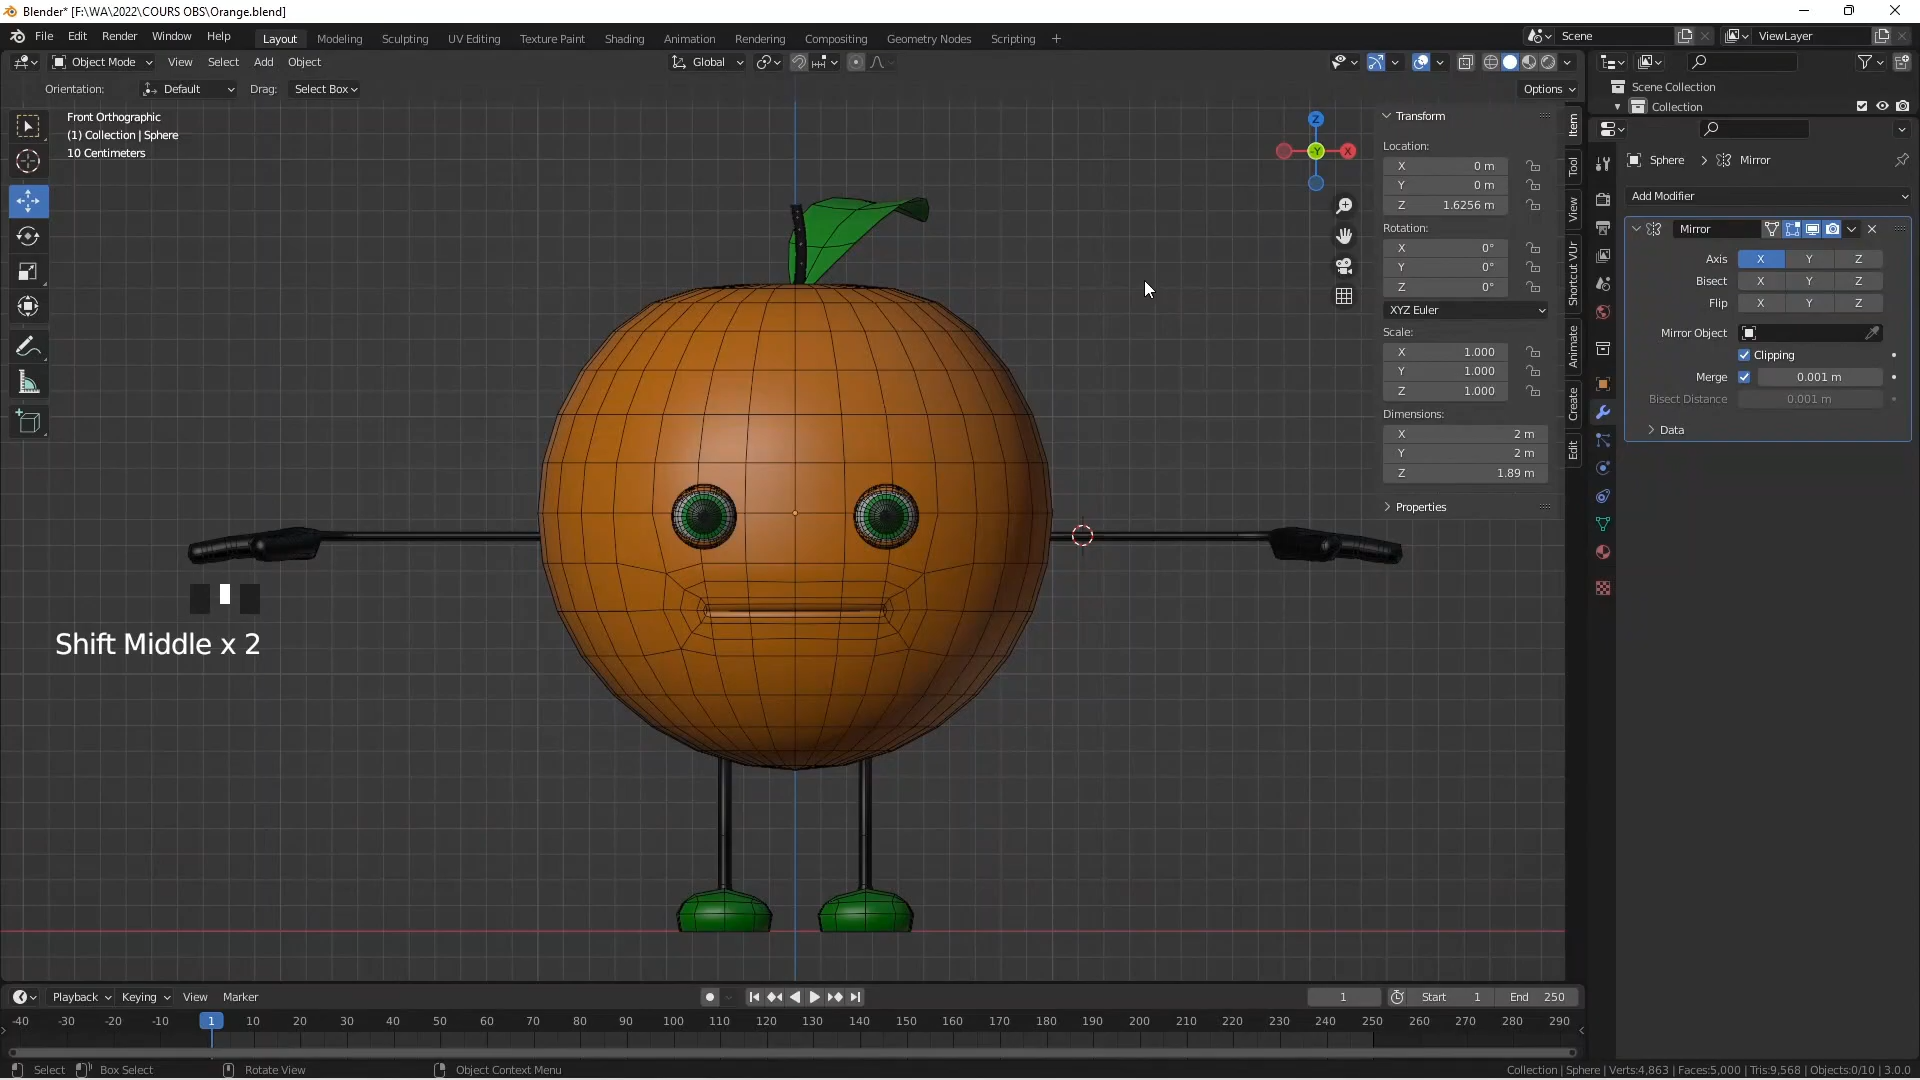 Blender* [F:\WA\2022\COURS OBS\Orange.blend]
File Edit Render Window Help Layout Modeling Sculpting UV Editing Texture Paint Shading Animation Rendering Compositing Geometry Nodes Scripting + Scene ViewLayer
Object Mode View Select Add Object Global
Orientation: Default Drag: Select Box Options
Front Orthographic
(1) Collection | Sphere
10 Centimeters
Z
-Y X
Transform
Location:
X 0 m
Y 0 m
Z 1.6256 m
Rotation:
X 0°
Y 0°
Z 0°
XYZ Euler
Scale:
X 1.000
Y 1.000
Z 1.000
Dimensions:
X 2 m
Y 2 m
Z 1.89 m
Properties
Item
Tool
View
Shortcut VUr
Animate
Create
Edit
Scene Collection
Collection
Sphere > Mirror
Add Modifier
Mirror
Axis X Y Z
Bisect X Y Z
Flip X Y Z
Mirror Object
Clipping
Merge 0.001 m
Bisect Distance 0.001 m
Data
Shift Middle x 2
Playback Keying View Marker 1 Start 1 End 250
-40 -30 -20 -10 1 10 20 30 40 50 60 70 80 90 100 110 120 130 140 150 160 170 180 190 200 210 220 230 240 250 260 270 280 290
Select Box Select Rotate View Object Context Menu Collection | Sphere | Verts:4,863 | Faces:5,000 | Tris:9,568 | Objects:0/10 | 3.0.0